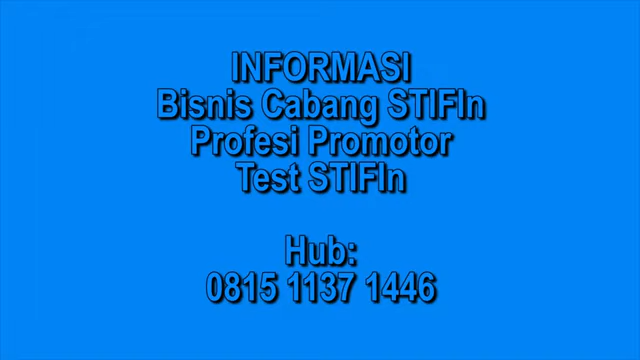 INFORMASI
Bisnis Cabang STIFIn
Profesi Promotor
Test STIFIn
Hub:
0815 1137 1446